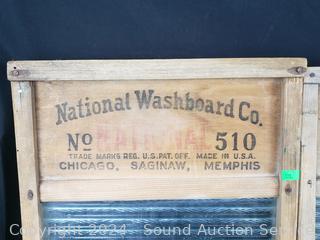 National Washboard Co.
No NATIONAL 510
TRADE MARKS REG. U.S. PAT. OFF. MADE IN U.S.A.
CHICAGO, SAGINAW, MEMPHIS
Copyright 2024 - Sound Auction Service